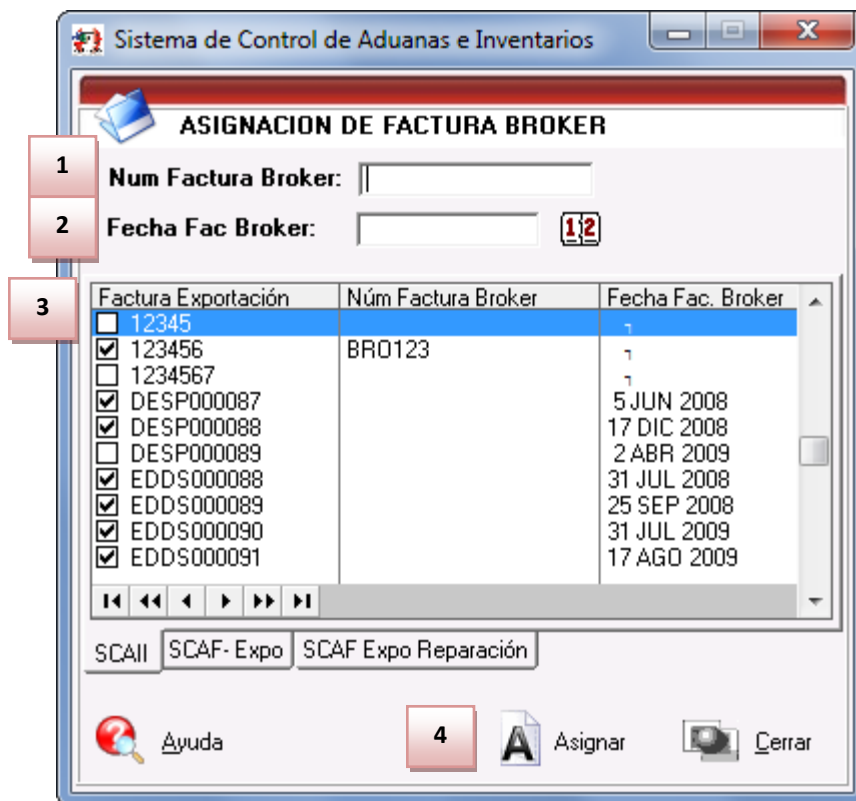 Sistema de Control de Aduanas e Inventarios
ASIGNACION DE FACTURA BROKER
1 Num Factura Broker:
2 Fecha Fac Broker: 12
3 Factura Exportación Núm Factura Broker Fecha Fac. Broker
12345
123456 BRO123
1234567
DESP000087 5 JUN 2008
DESP000088 17 DIC 2008
DESP000089 2 ABR 2009
EDDS000088 31 JUL 2008
EDDS000089 25 SEP 2008
EDDS000090 31 JUL 2009
EDDS000091 17 AGO 2009
SCAII SCAF- Expo SCAF Expo Reparación
Ayuda 4 A Asignar Cerrar